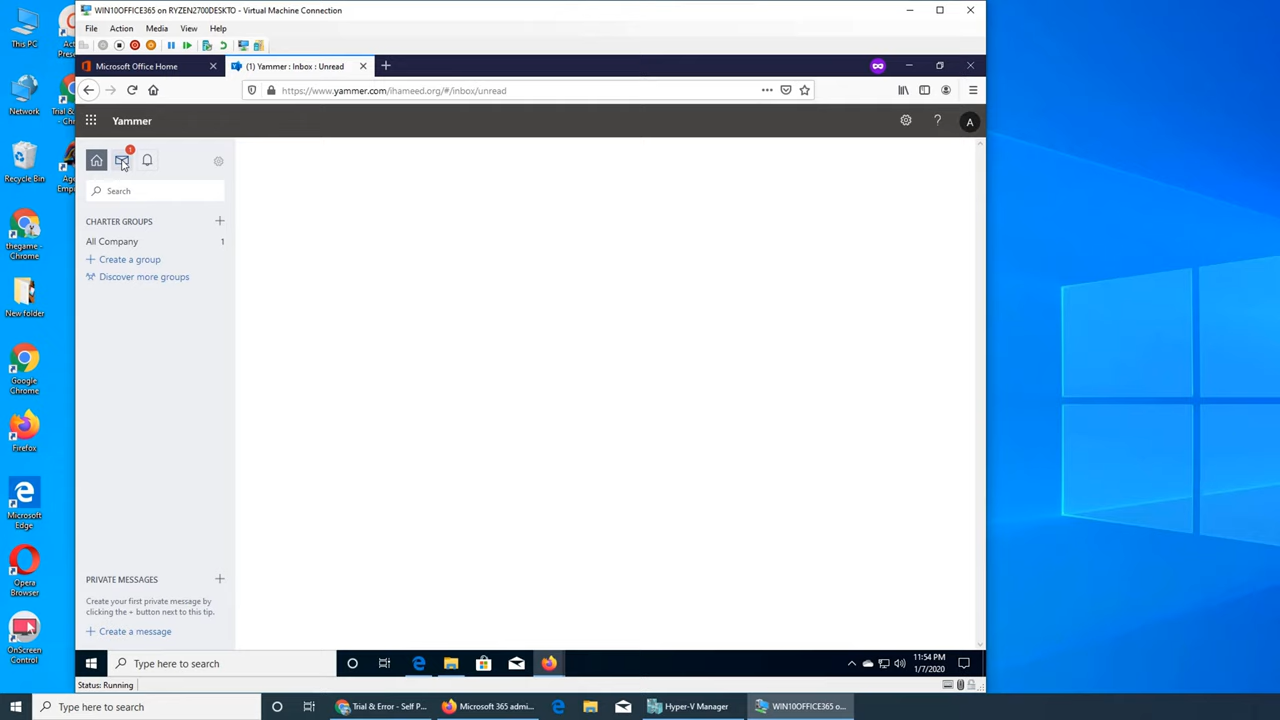 WIN10OFFICE365 on RYZEN2700DESKTO - Virtual Machine Connection
File Action Media View Help
Microsoft Office Home
(1) Yammer : Inbox : Unread
https://www.yammer.com/ihameed.org/#/inbox/unread
Yammer
A
1
Search
CHARTER GROUPS
All Company 1
Create a group
Discover more groups
PRIVATE MESSAGES
Create your first private message by
clicking the + button next to this tip.
Create a message
Type here to search
11:54 PM
1/7/2020
Status: Running
This PC
Network
Recycle Bin
thegame -
Chrome
New folder
Google
Chrome
Firefox
Microsoft
Edge
Opera
Browser
OnScreen
Control
Type here to search
Trial & Error - Self P...
Microsoft 365 admi...
Hyper-V Manager
WIN10OFFICE365 o...